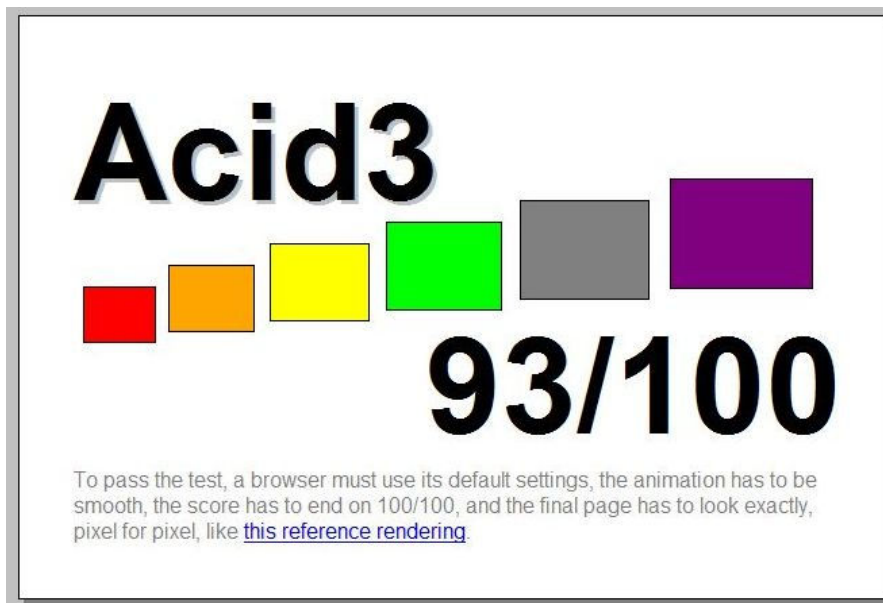 Acid3
93/100
To pass the test, a browser must use its default settings, the animation has to be
smooth, the score has to end on 100/100, and the final page has to look exactly,
pixel for pixel, like this reference rendering.